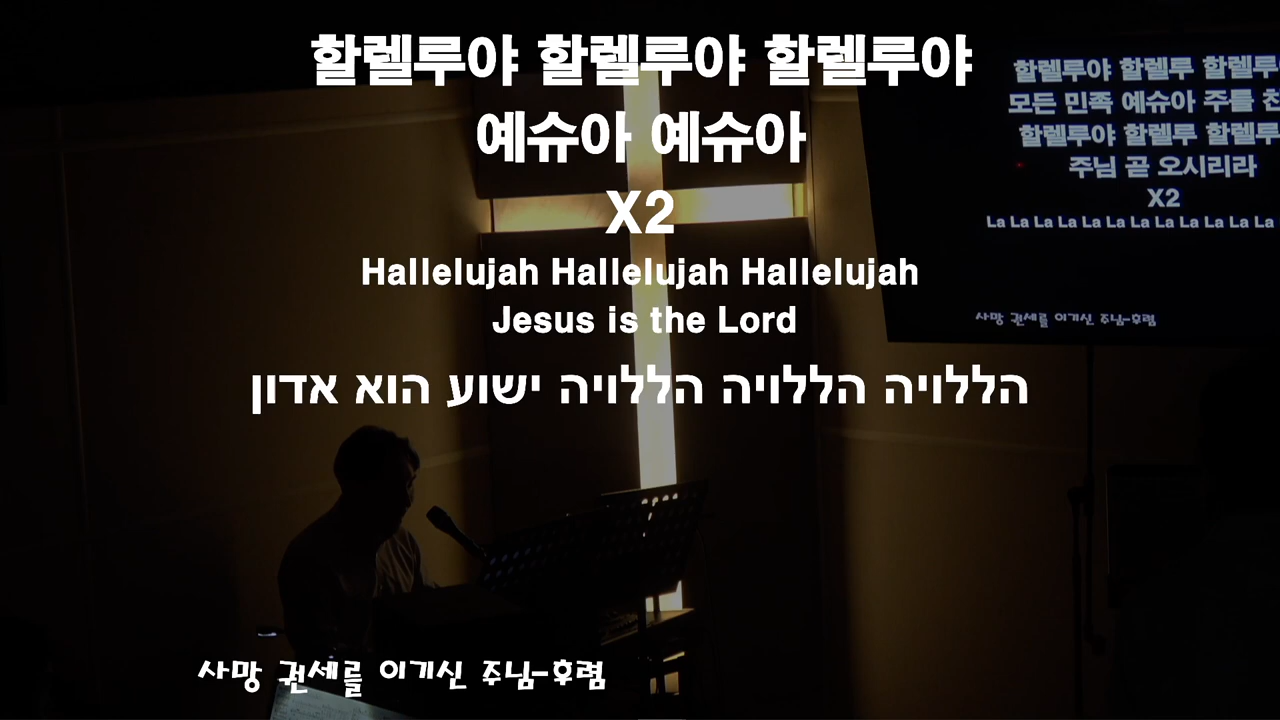 할렐루야 할렐루야 할렐루야
예슈아 예슈아
X2
Hallelujah Hallelujah Hallelujah
Jesus is the Lord
הללויה הללויה הללויה ישוע הוא אדון
사망 권세를 이기신 주님-후렴
할렐루야 할렐루 할렐루
모든 민족 예슈아 주를 찬
할렐루야 할렐루 할렐루
주님 곧 오시리라
X2
La La La La La La La La La La La La
사망 권세를 이기신 주님-후렴